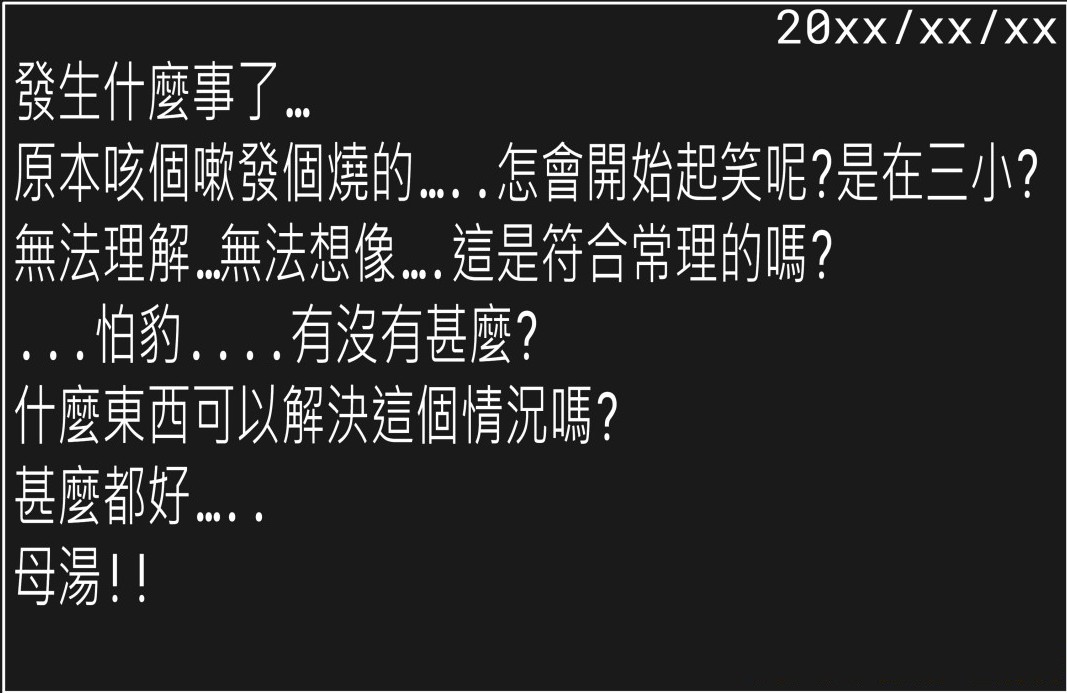 20xx/xx/xx
發生什麼事了…
原本咳個嗽發個燒的…..怎會開始起笑呢?是在三小?
無法理解…無法想像….這是符合常理的嗎?
...怕豹....有沒有甚麼?
什麼東西可以解決這個情況嗎?
甚麼都好…..
母湯!!